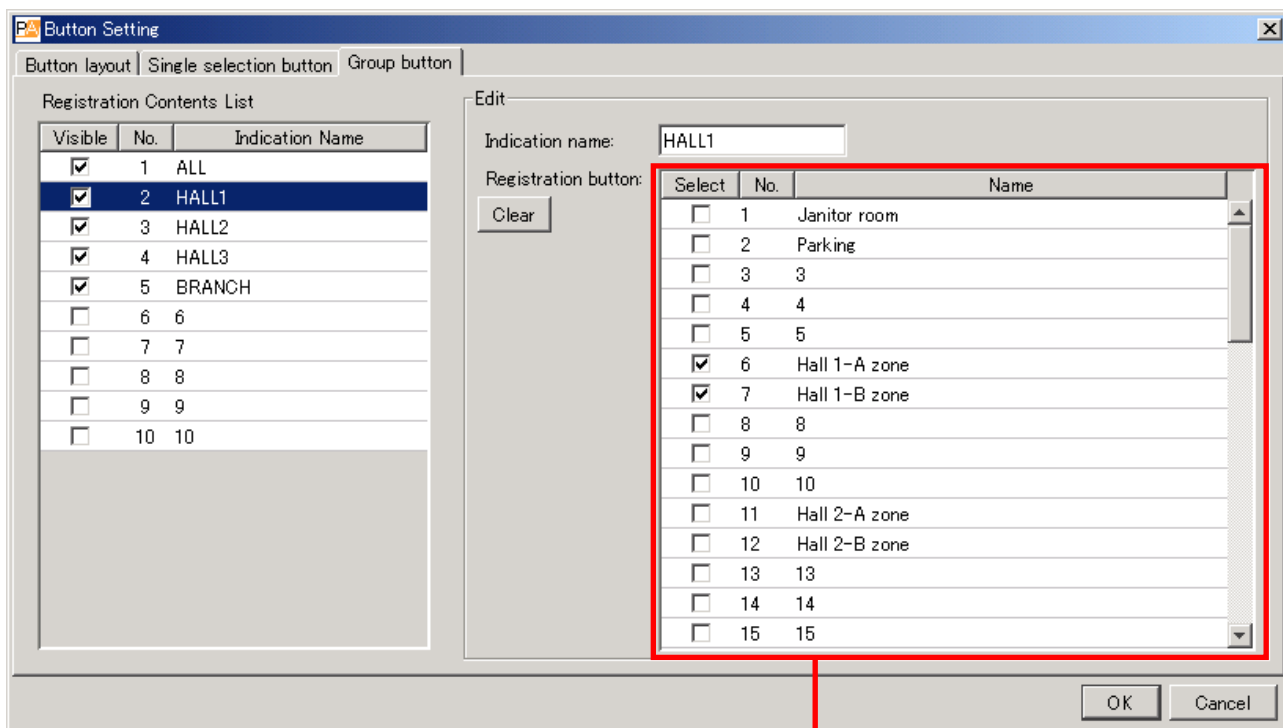 PA Button Setting
Button layout Single selection button Group button
Registration Contents List
Visible No. Indication Name
1 ALL
2 HALL1
3 HALL2
4 HALL3
5 BRANCH
6 6
7 7
8 8
9 9
10 10
Edit
Indication name: HALL1
Registration button:
Clear
Select No. Name
1 Janitor room
2 Parking
3 3
4 4
5 5
6 Hall 1-A zone
7 Hall 1-B zone
8 8
9 9
10 10
11 Hall 2-A zone
12 Hall 2-B zone
13 13
14 14
15 15
OK Cancel